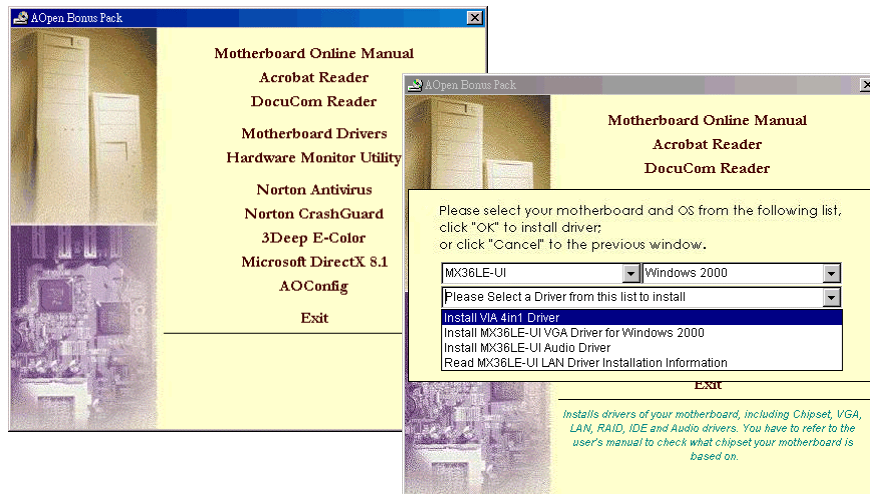 AOpen Bonus Pack
Motherboard Online Manual
Acrobat Reader
DocuCom Reader
Motherboard Drivers
Hardware Monitor Utility
Norton Antivirus
Norton CrashGuard
3Deep E-Color
Microsoft DirectX 8.1
AOConfig
Exit
AOpen Bonus Pack
Motherboard Online Manual
Acrobat Reader
DocuCom Reader
Please select your motherboard and OS from the following list,
click "OK" to install driver;
or click "Cancel" to the previous window.
MX36LE-UI Windows 2000
Please Select a Driver from this list to install
Install VIA 4in1 Driver
Install MX36LE-UI VGA Driver for Windows 2000
Install MX36LE-UI Audio Driver
Read MX36LE-UI LAN Driver Installation Information
Exit
Installs drivers of your motherboard, including Chipset, VGA,
LAN, RAID, IDE and Audio drivers. You have to refer to the
user's manual to check what chipset your motherboard is
based on.